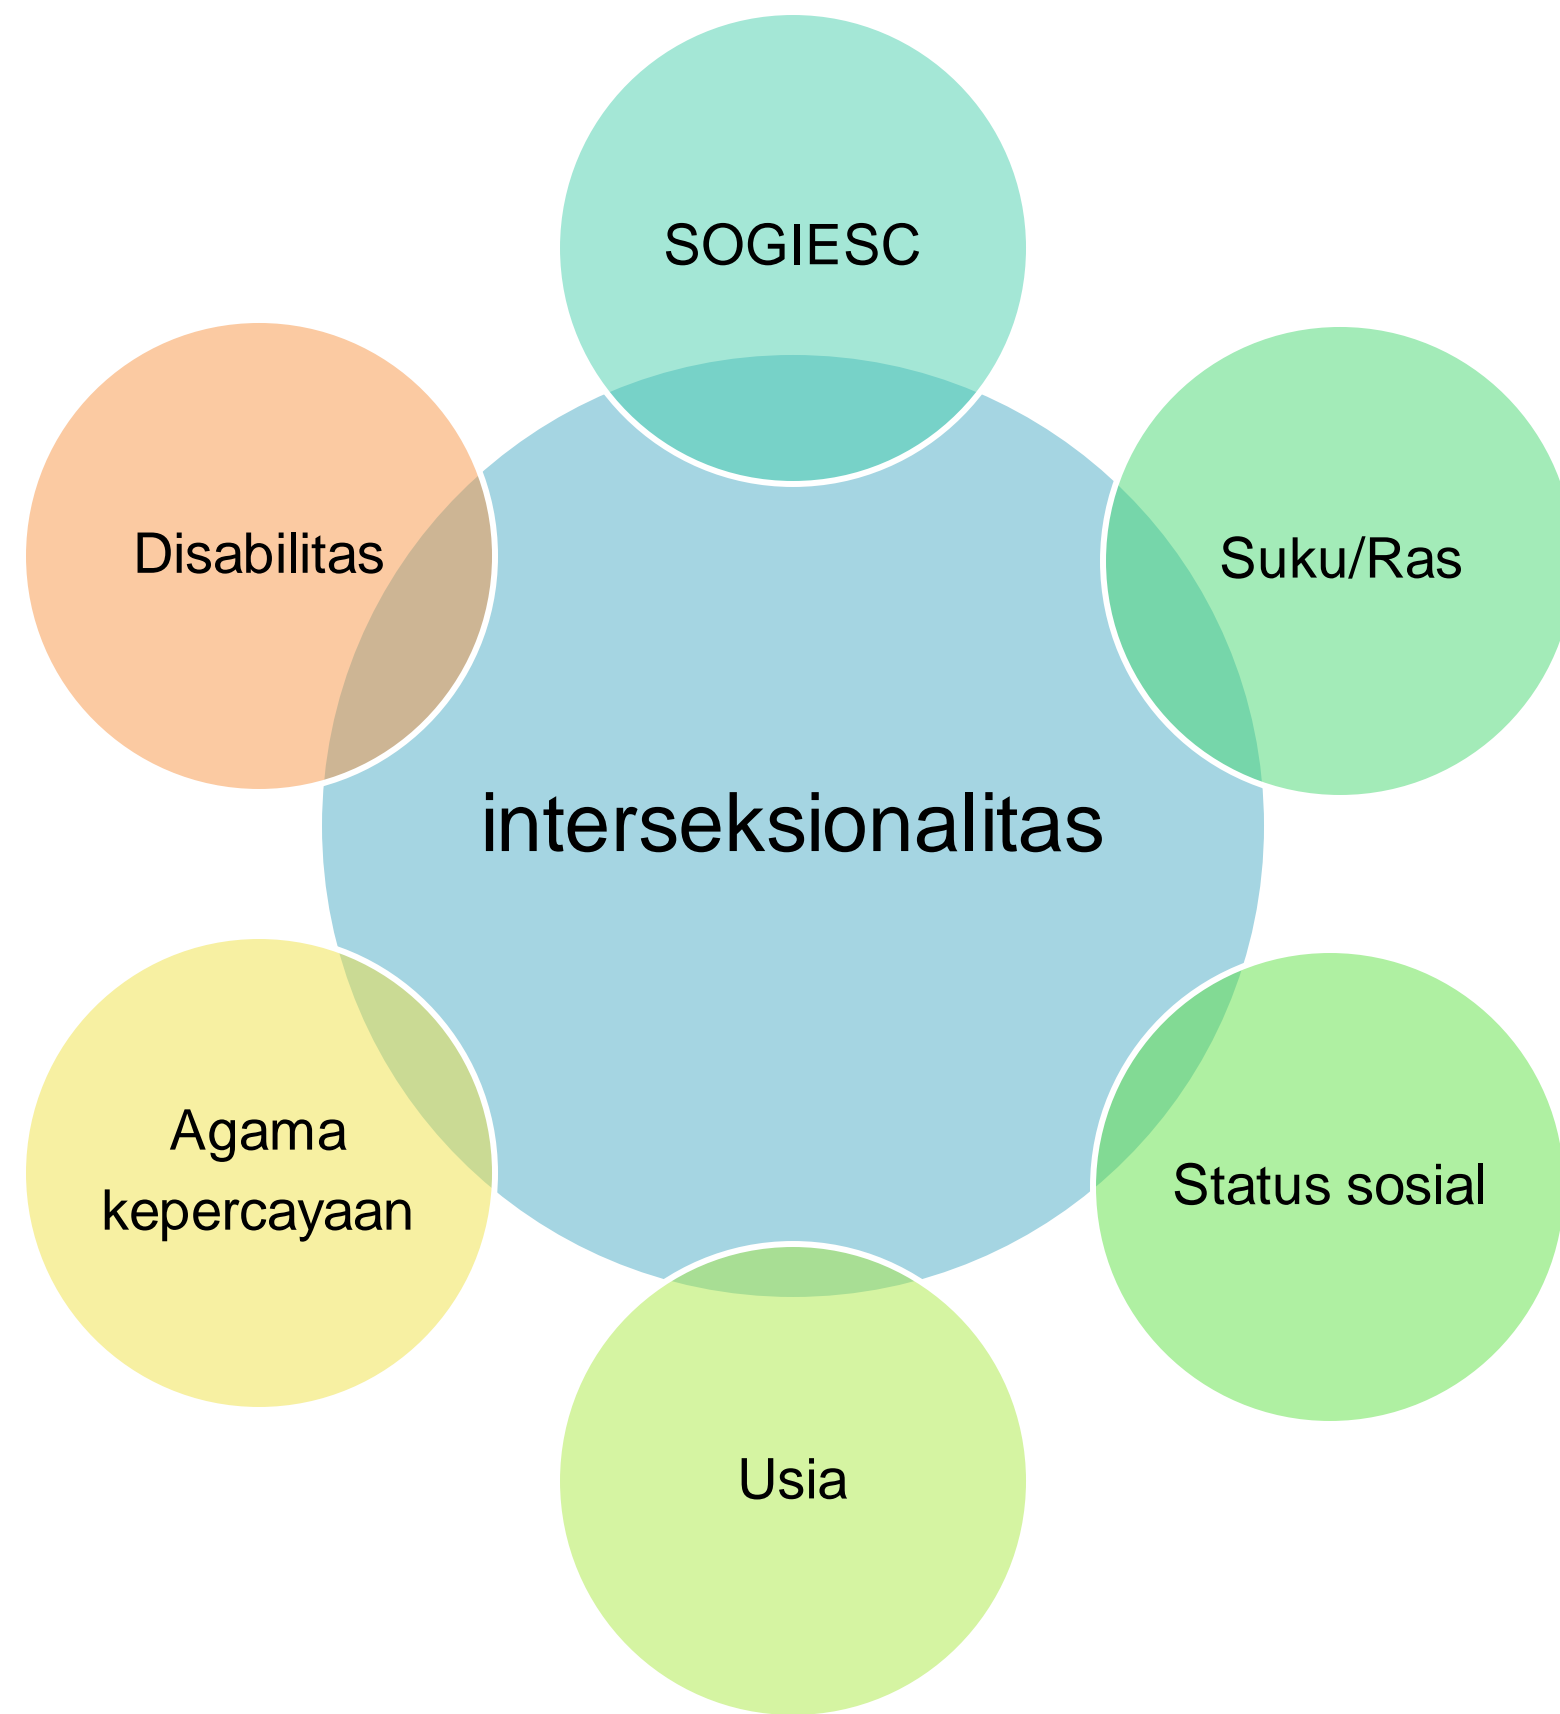 SOGIESC
Disabilitas
Suku/Ras
interseksionalitas
Agama
kepercayaan
Status sosial
Usia